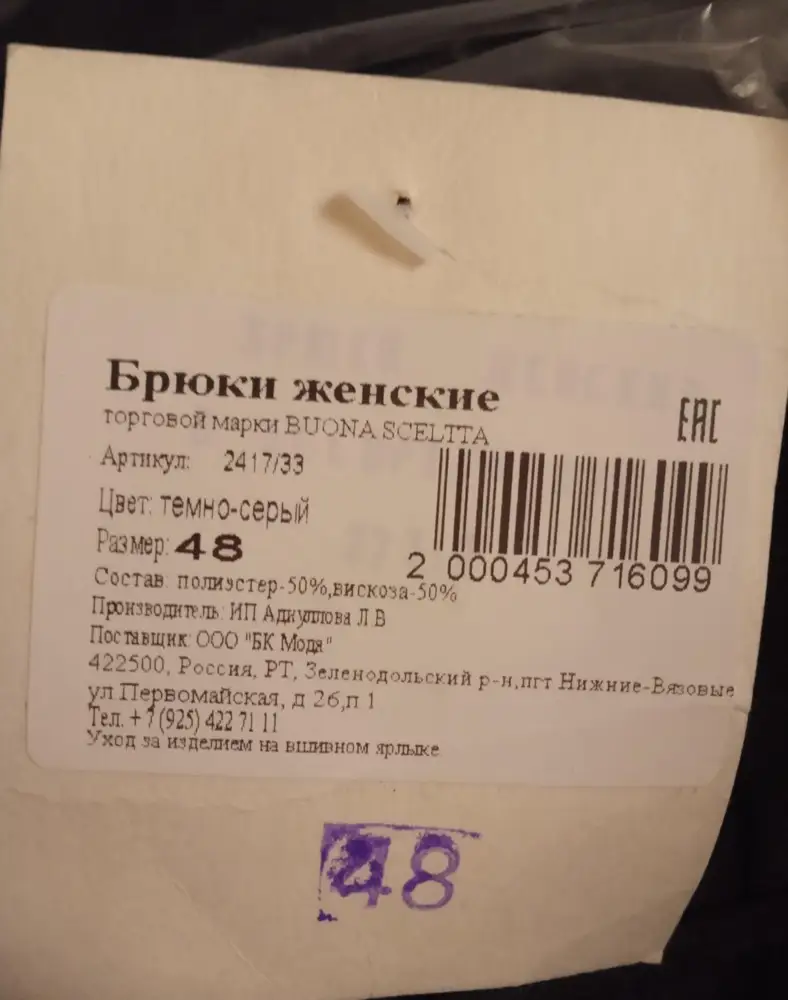 Брюки женские
торговой марки BUONA SCELTTA
EAC
Артикул: 2417/33
Цвет: темно-серый
Размер: 48
2 000453 716099
Состав: полиэстер-50%,вискоза-50%
Производитель: ИП Адиуллова Л.В
Поставщик: ООО "БК Мода"
422500, Россия, РТ, Зеленодольский р-н,пгт Нижние-Вязовые
ул.Первомайская, д 26,п 1
Тел. +7(925) 422 71 11
Уход за изделием на вшивном ярлыке
48